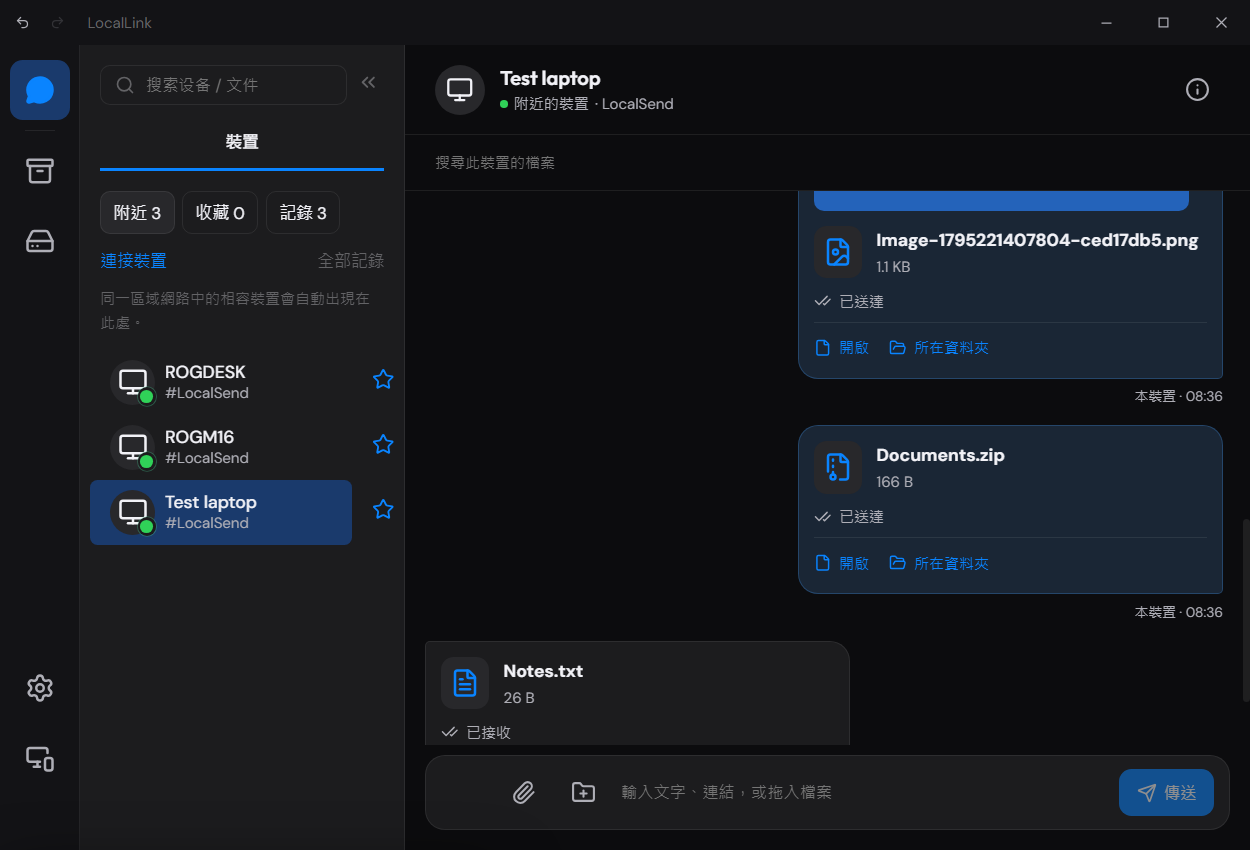 LocalLink
搜索设备 / 文件
裝置
附近 3
收藏 0
記錄 3
連接裝置
全部記錄
同一區域網路中的相容裝置會自動出現在
此處。
ROGDESK
#LocalSend
ROGM16
#LocalSend
Test laptop
#LocalSend
Test laptop
附近的裝置 · LocalSend
搜尋此裝置的檔案
Image-1795221407804-ced17db5.png
1.1 KB
已送達
開啟
所在資料夾
本裝置 · 08:36
Documents.zip
166 B
已送達
開啟
所在資料夾
本裝置 · 08:36
Notes.txt
26 B
已接收
輸入文字、連結，或拖入檔案
傳送